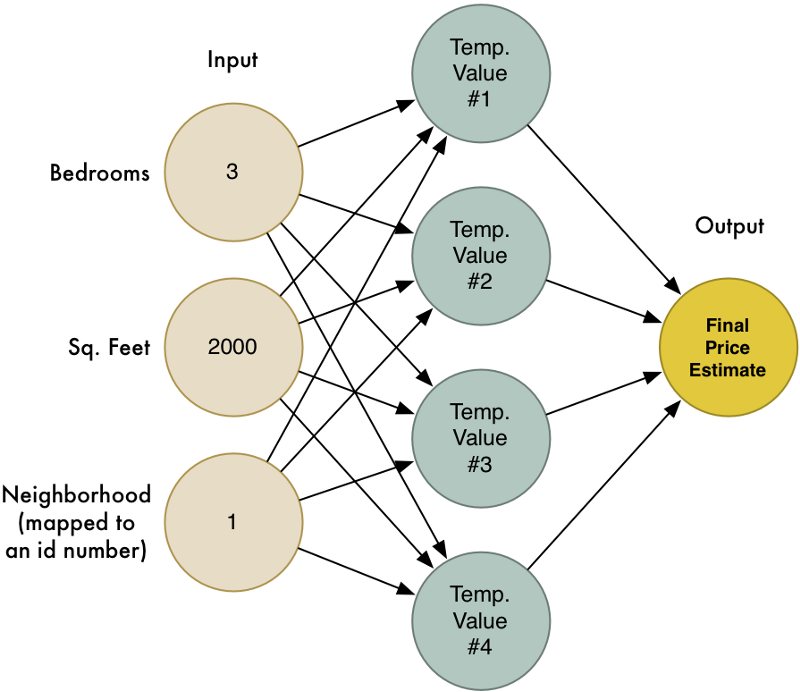 Input
Bedrooms
3
Sq. Feet
2000
Neighborhood
(mapped to
an id number)
1
Temp.
Value
#1
Temp.
Value
#2
Temp.
Value
#3
Temp.
Value
#4
Output
Final
Price
Estimate